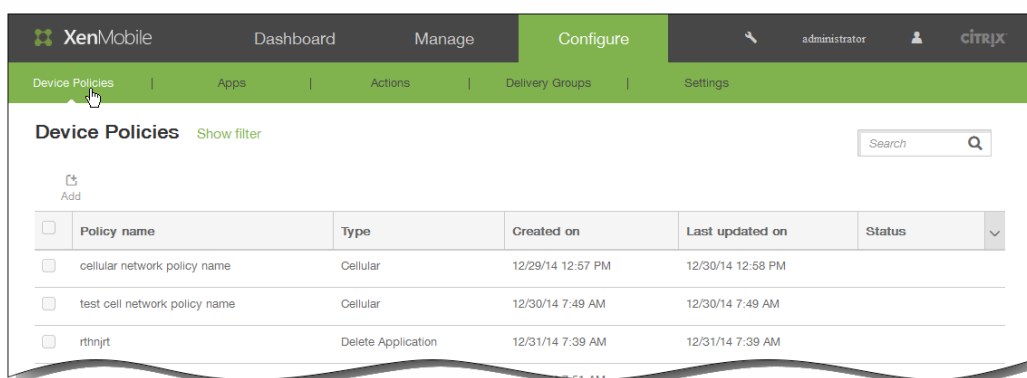 XenMobile Dashboard Manage Configure administrator CİTRIX
Device Policies | Apps | Actions | Delivery Groups | Settings
Device Policies Show filter
Search
Add
Policy name Type Created on Last updated on Status
cellular network policy name Cellular 12/29/14 12:57 PM 12/30/14 12:58 PM
test cell network policy name Cellular 12/30/14 7:49 AM 12/30/14 7:49 AM
rthnjrt Delete Application 12/31/14 7:39 AM 12/31/14 7:39 AM